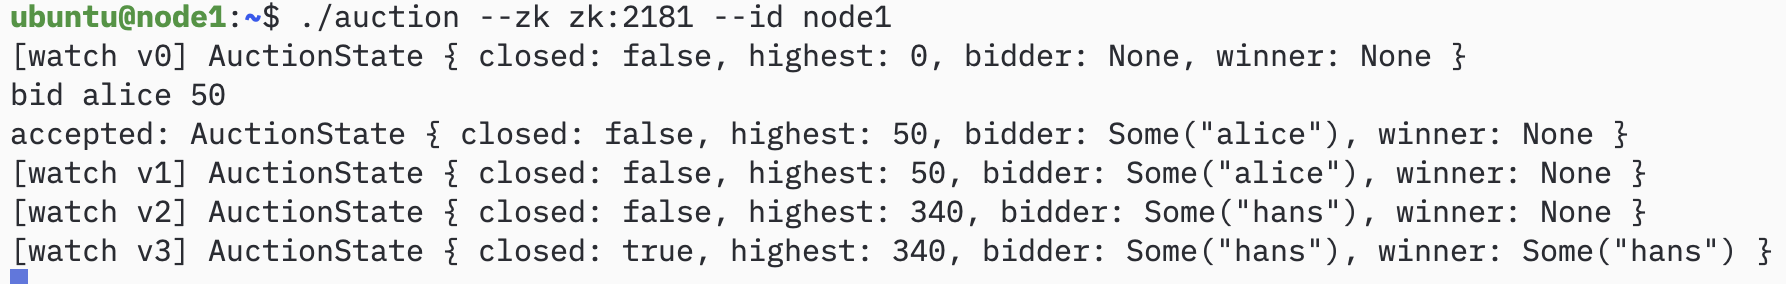 ubuntu@node1:~$ ./auction --zk zk:2181 --id node1
[watch v0] AuctionState { closed: false, highest: 0, bidder: None, winner: None }
bid alice 50
accepted: AuctionState { closed: false, highest: 50, bidder: Some("alice"), winner: None }
[watch v1] AuctionState { closed: false, highest: 50, bidder: Some("alice"), winner: None }
[watch v2] AuctionState { closed: false, highest: 340, bidder: Some("hans"), winner: None }
[watch v3] AuctionState { closed: true, highest: 340, bidder: Some("hans"), winner: Some("hans") }